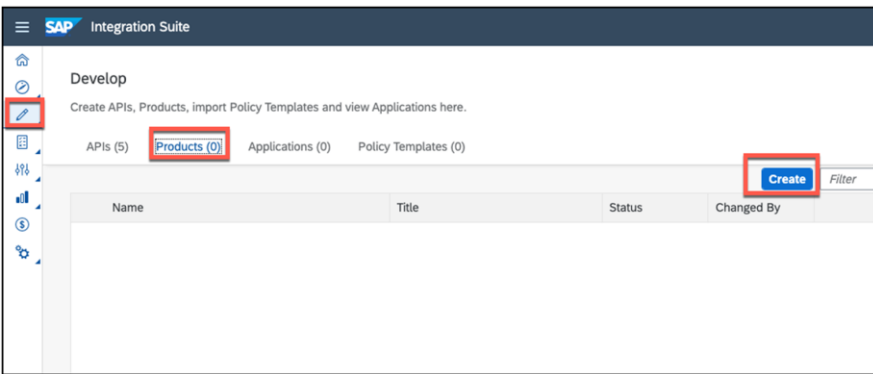 SAP Integration Suite
Develop
Create APIs, Products, import Policy Templates and view Applications here.
APIs (5) Products (0) Applications (0) Policy Templates (0)
Create Filter
Name Title Status Changed By